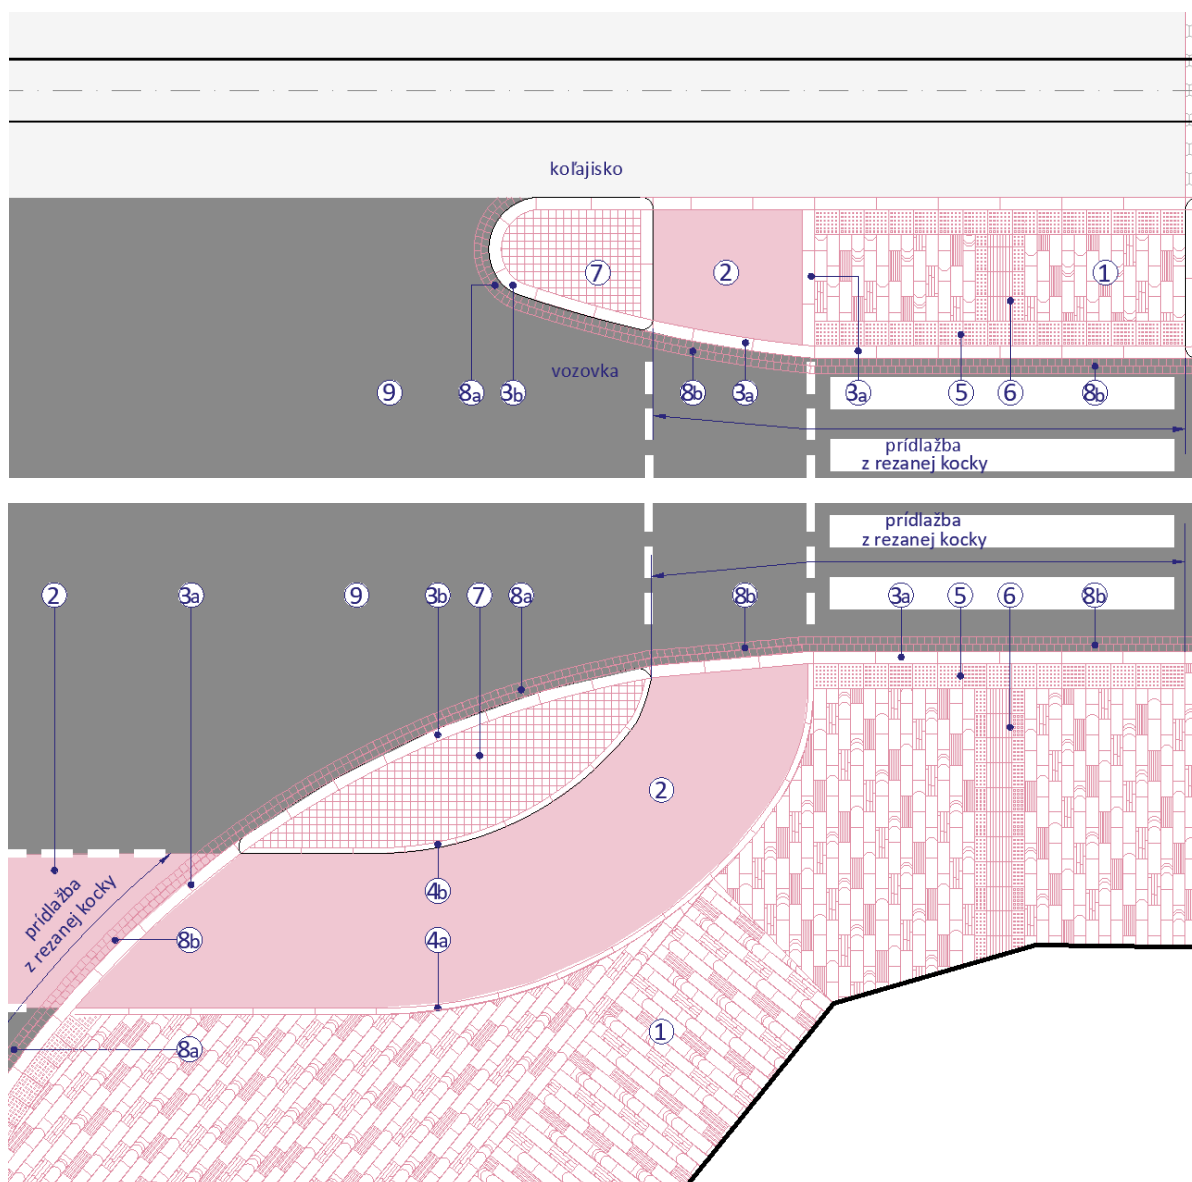 koľajisko
7
2
1
vozovka
9
8a
3b
8b
3a
3a
5
6
8b
prídlažba
z rezanej kocky
prídlažba
z rezanej kocky
2
3a
9
3b
7
8a
8b
3a
5
6
8b
2
prídlažba
z rezanej kocky
4b
8b
4a
1
8a